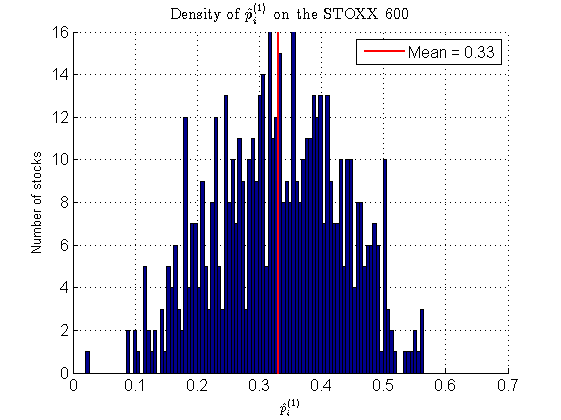 Density of p̂ᵢ⁽¹⁾ on the STOXX 600
Mean = 0.33
Number of stocks
16
14
12
10
8
6
4
2
0
0 0.1 0.2 0.3 0.4 0.5 0.6 0.7
p̂ᵢ⁽¹⁾